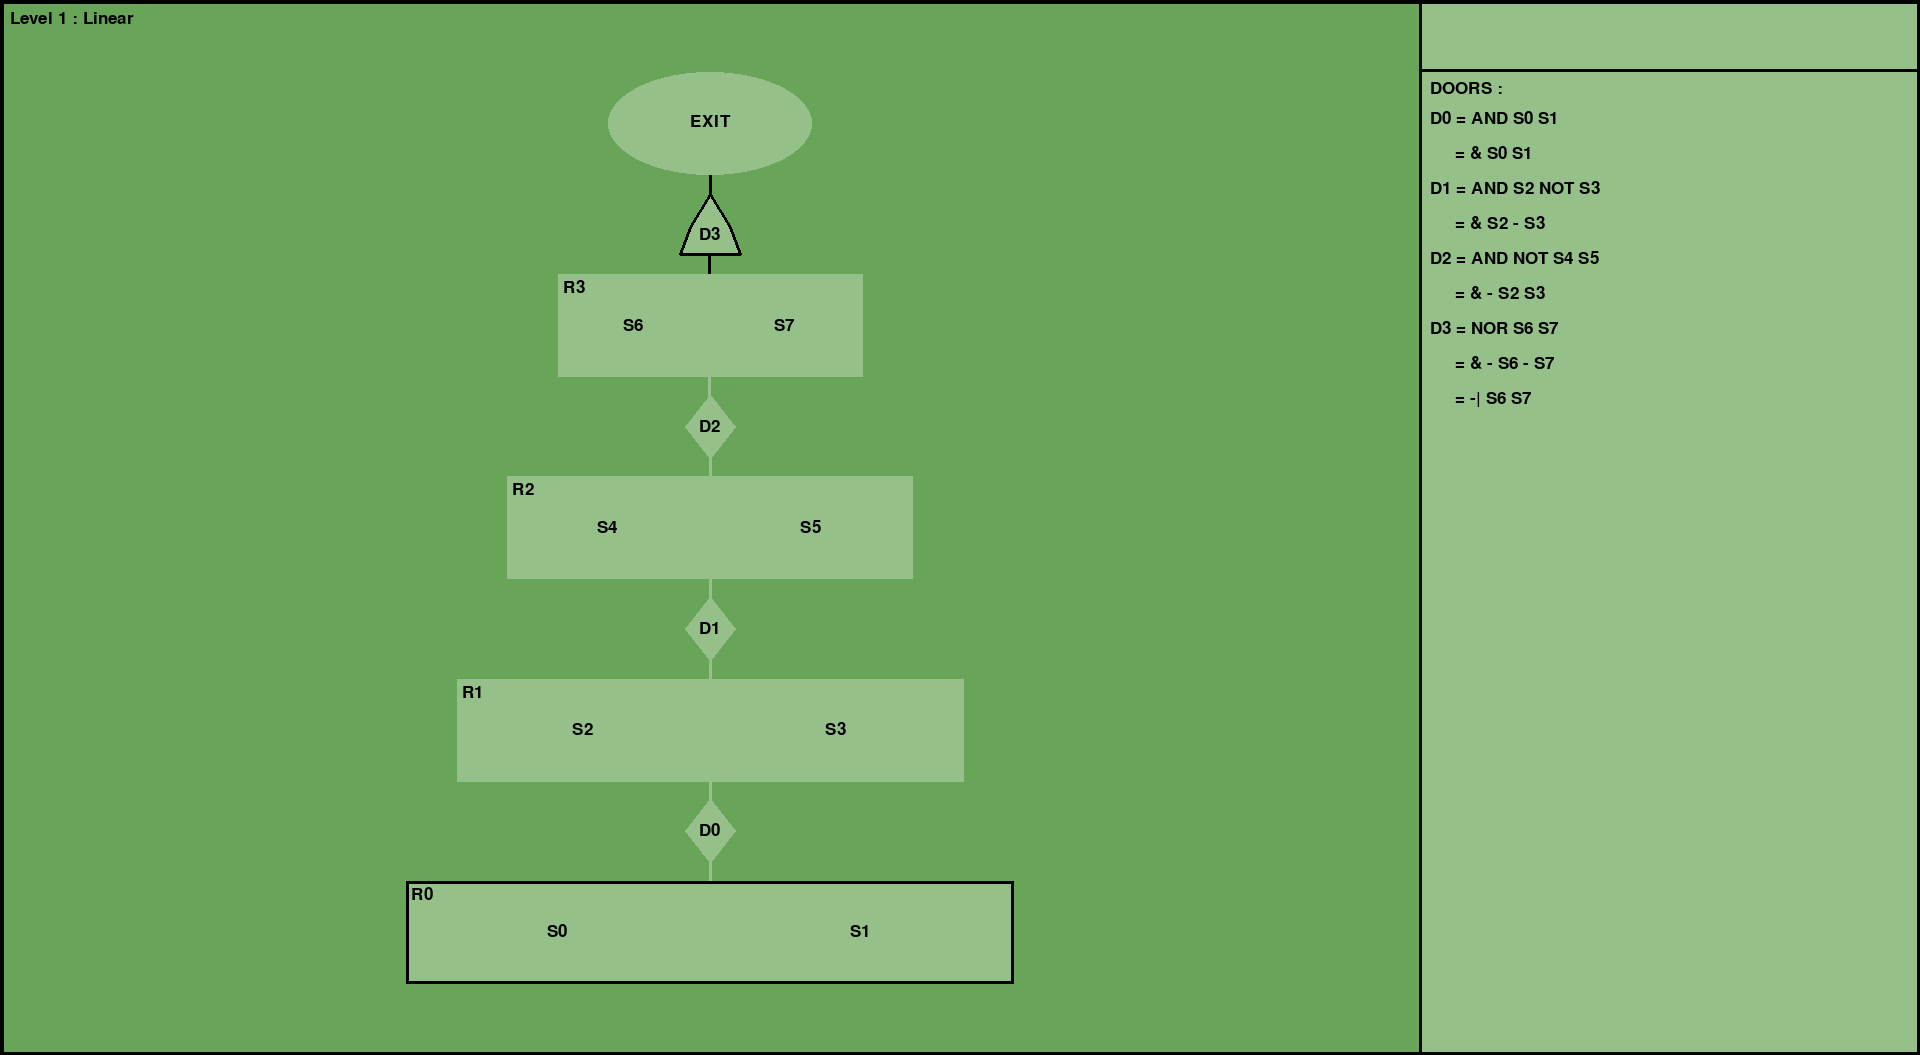 Level 1 : Linear
EXIT
D3
R3
S6 S7
D2
R2
S4 S5
D1
R1
S2 S3
D0
R0
S0 S1
DOORS :
D0 = AND S0 S1
= & S0 S1
D1 = AND S2 NOT S3
= & S2 - S3
D2 = AND NOT S4 S5
= & - S2 S3
D3 = NOR S6 S7
= & - S6 - S7
= -| S6 S7